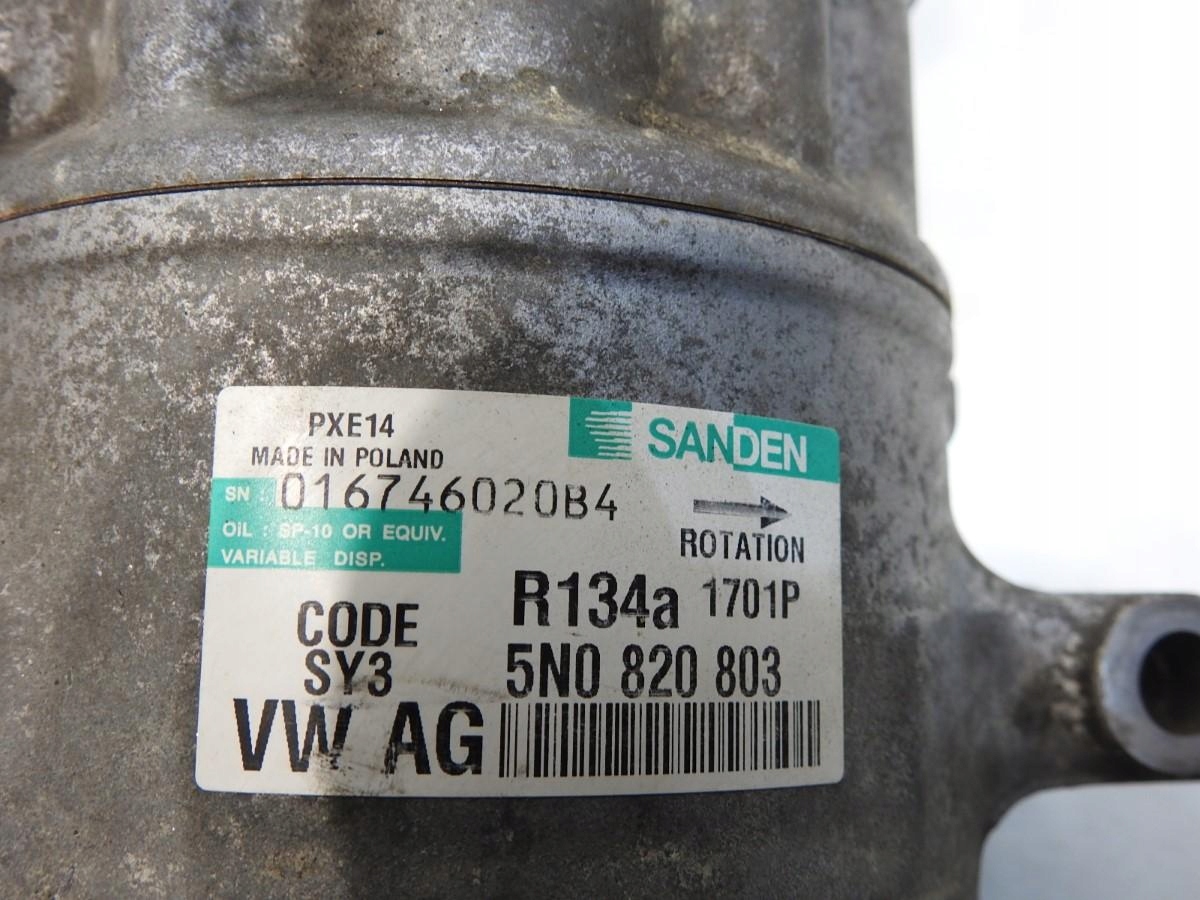 PXE14
MADE IN POLAND
SANDEN
SN : 016746020B4
OIL : SP-10 OR EQUIV.
VARIABLE DISP.
ROTATION
R134a 1701P
CODE
SY3
5N0 820 803
VW AG